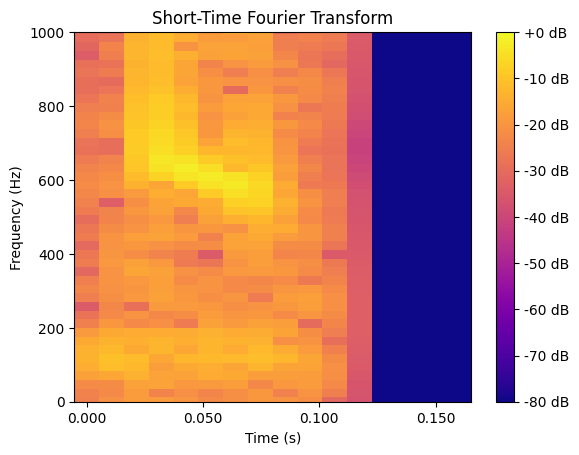 Short-Time Fourier Transform
Frequency (Hz)
1000
800
600
400
200
0
0.000
0.050
0.100
0.150
Time (s)
+0 dB
-10 dB
-20 dB
-30 dB
-40 dB
-50 dB
-60 dB
-70 dB
-80 dB